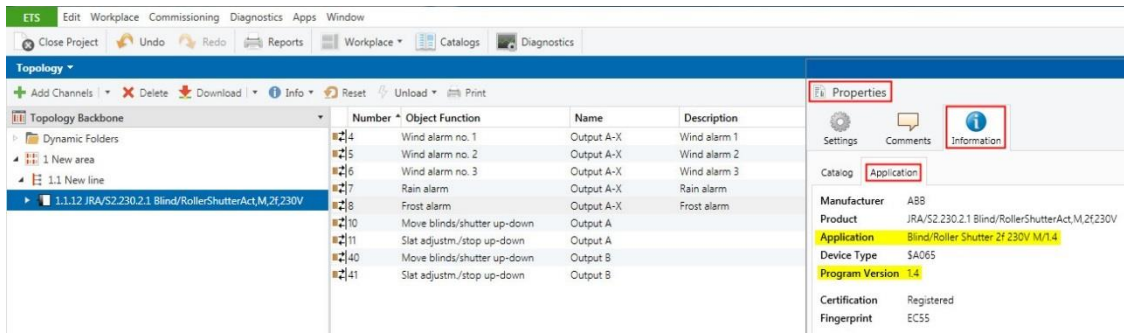 ETS Edit Workplace Commissioning Diagnostics Apps Window
Close Project Undo Redo Reports Workplace Catalogs Diagnostics
Topology
Add Channels Delete Download Info Reset Unload Print
Topology Backbone
Dynamic Folders
1 New area
1.1 New line
1.1.12 JRA/S2.230.2.1 Blind/RollerShutterAct,M,2f,230V
Number Object Function Name Description
4 Wind alarm no. 1 Output A-X Wind alarm 1
5 Wind alarm no. 2 Output A-X Wind alarm 2
6 Wind alarm no. 3 Output A-X Wind alarm 3
7 Rain alarm Output A-X Rain alarm
8 Frost alarm Output A-X Frost alarm
10 Move blinds/shutter up-down Output A
11 Slat adjustm./stop up-down Output A
40 Move blinds/shutter up-down Output B
41 Slat adjustm./stop up-down Output B
Properties
Settings Comments Information
Catalog Application
Manufacturer ABB
Product JRA/S2.230.2.1 Blind/RollerShutterAct,M,2f,230V
Application Blind/Roller Shutter 2f 230V M/1.4
Device Type $A065
Program Version 1.4
Certification Registered
Fingerprint EC55